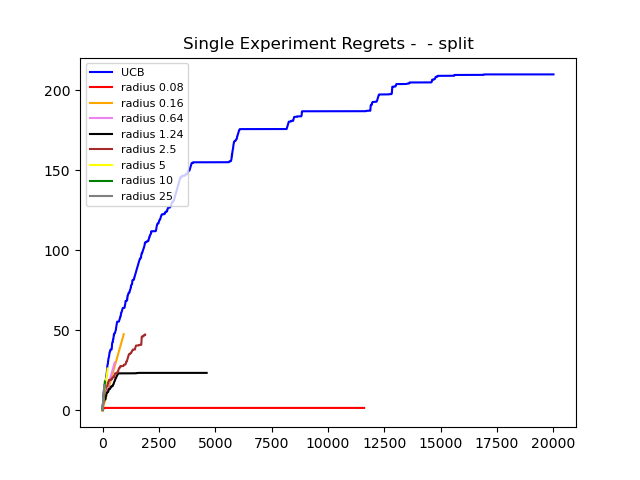 Single Experiment Regrets -  - split
UCB
radius 0.08
radius 0.16
radius 0.64
radius 1.24
radius 2.5
radius 5
radius 10
radius 25
200
150
100
50
0
0 2500 5000 7500 10000 12500 15000 17500 20000